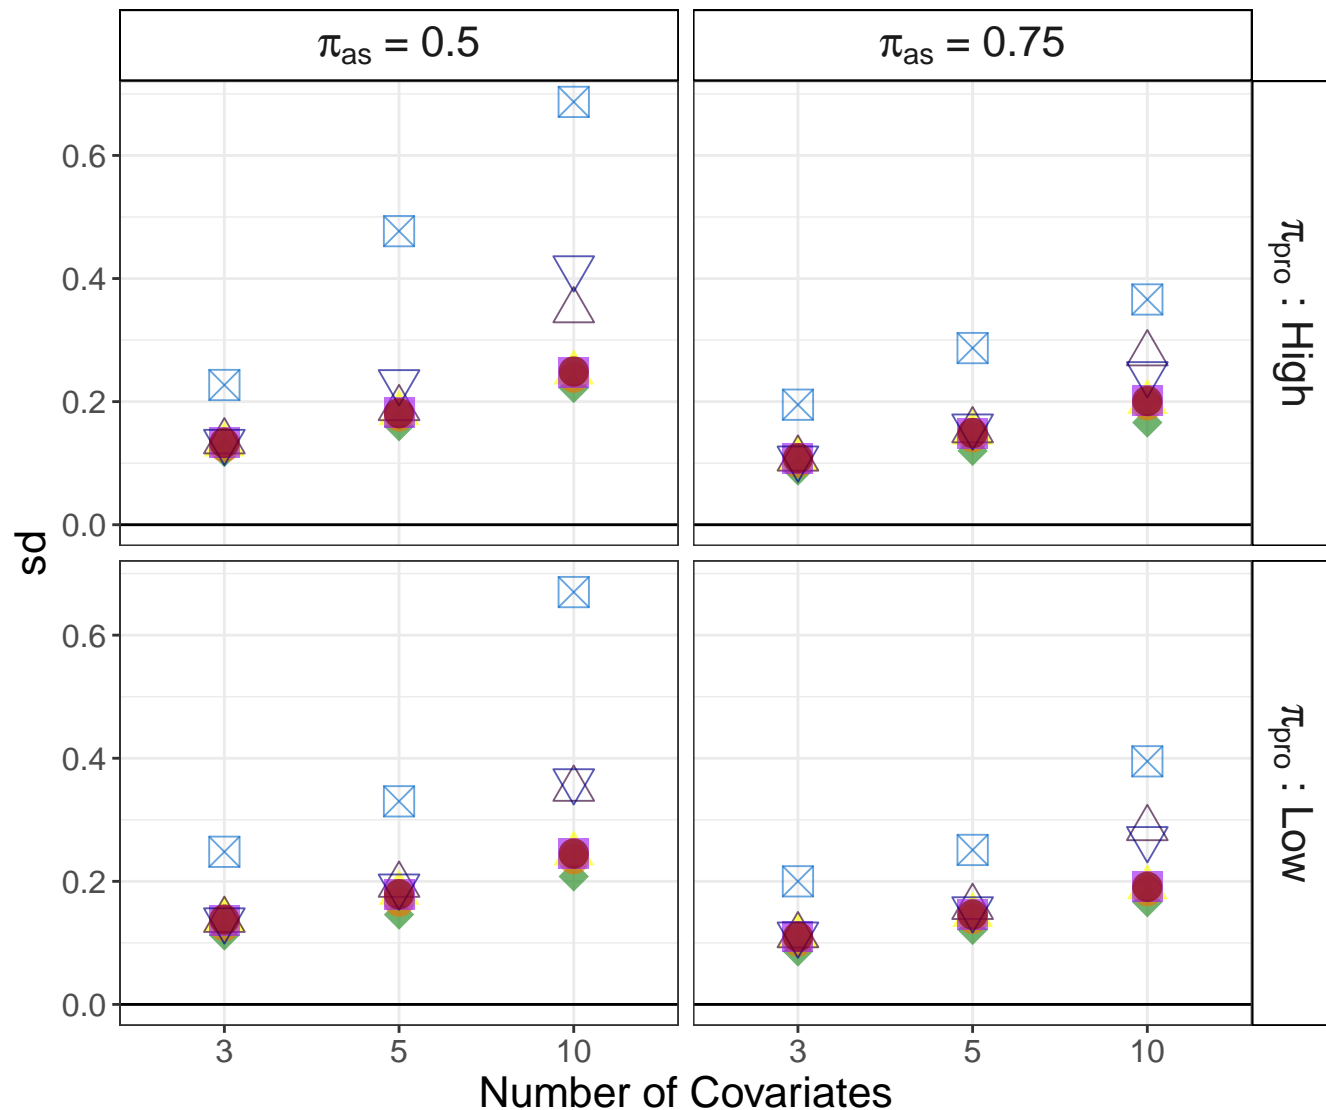 π_as = 0.5
π_as = 0.75
0.6
0.4
0.2
0.0
π_pro : High
sd
0.6
0.4
0.2
0.0
π_pro : Low
3
5
10
3
5
10
Number of Covariates